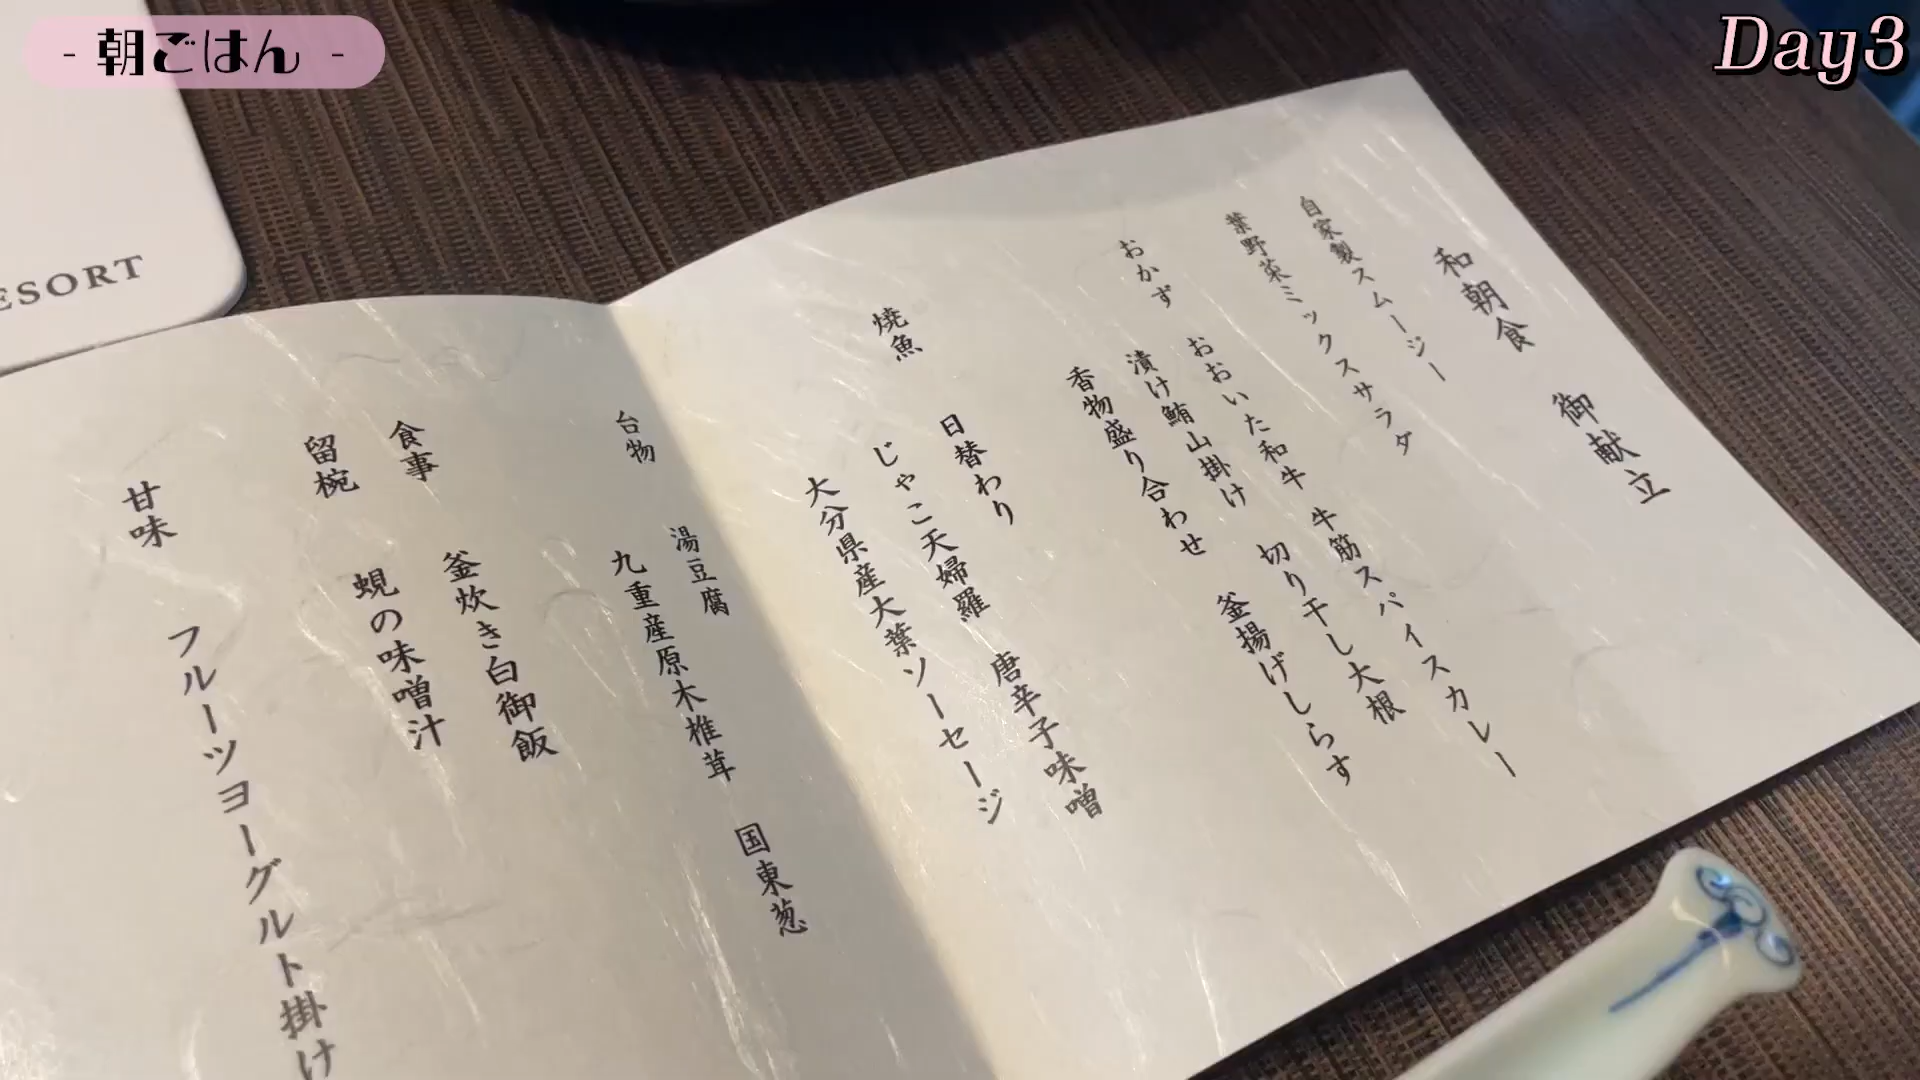 - 朝ごはん -
Day3
ESORT
和朝食 御献立
自家製スムージー
葉野菜ミックスサラダ
おかず おおいた和牛 牛筋スパイスカレー
漬け鮪山掛け 切り干し大根
香物盛り合わせ 釜揚げしらす
焼魚 日替わり
じゃこ天婦羅 唐辛子味噌
大分県産大葉ソーセージ
台物 湯豆腐
九重産原木椎茸 国東葱
食事 釜炊き白御飯
留椀 蜆の味噌汁
甘味 フルーツヨーグルト掛け